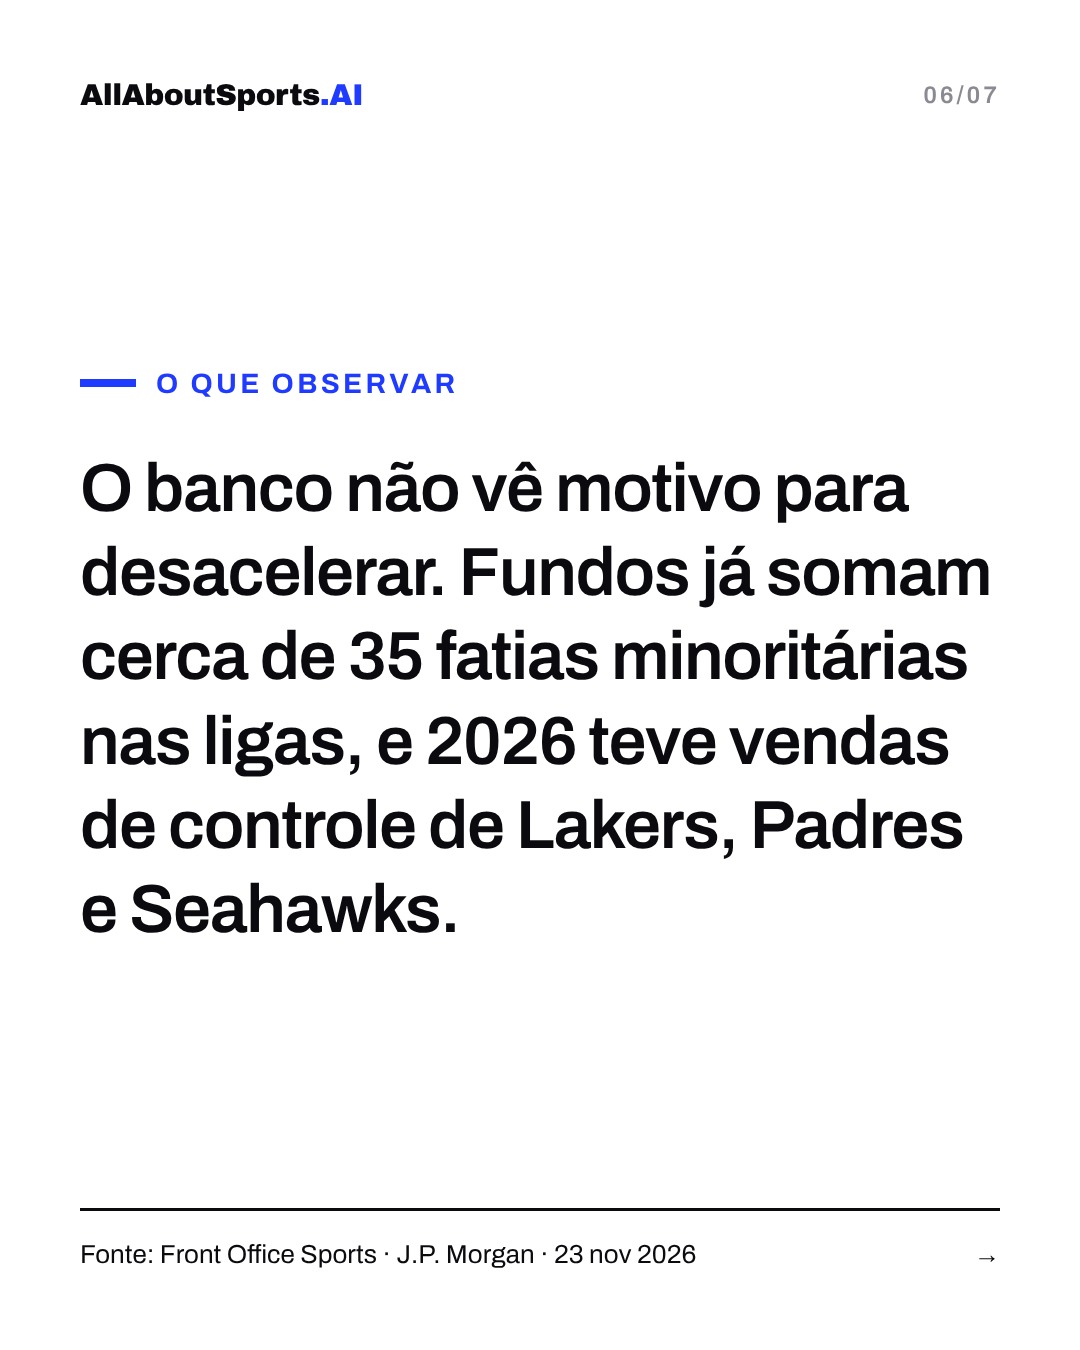 AllAboutSports.AI
06/07
O QUE OBSERVAR
O banco não vê motivo para
desacelerar. Fundos já somam
cerca de 35 fatias minoritárias
nas ligas, e 2026 teve vendas
de controle de Lakers, Padres
e Seahawks.
Fonte: Front Office Sports · J.P. Morgan · 23 nov 2026
→